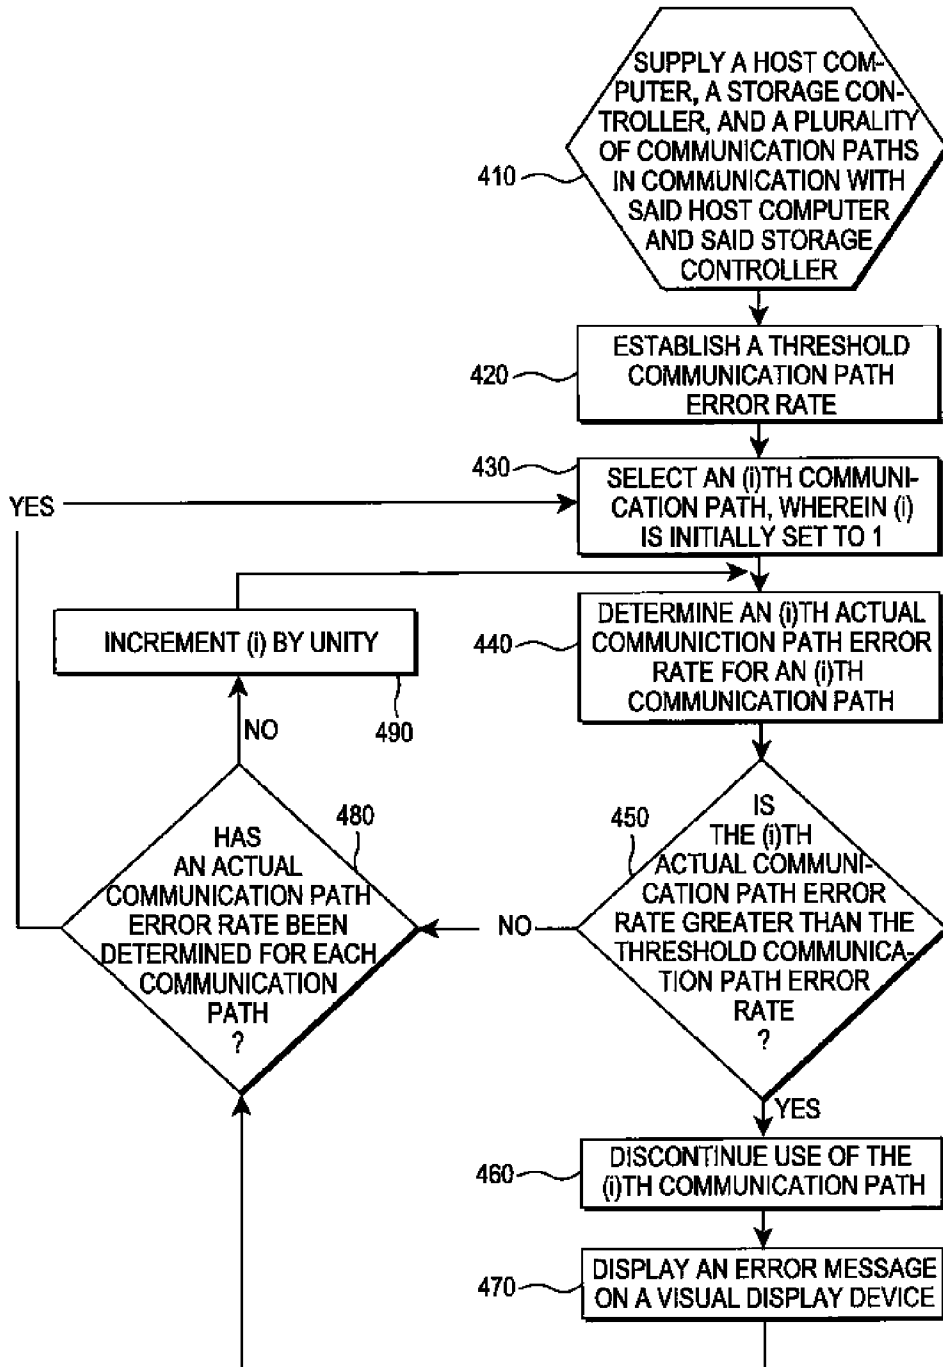 SUPPLY A HOST COM-
PUTER, A STORAGE CON-
TROLLER, AND A PLURALITY
OF COMMUNICATION PATHS
IN COMMUNICATION WITH
SAID HOST COMPUTER
AND SAID STORAGE
CONTROLLER
410
ESTABLISH A THRESHOLD
COMMUNICATION PATH
ERROR RATE
420
430
SELECT AN (i)TH COMMUNI-
CATION PATH, WHEREIN (i)
IS INITIALLY SET TO 1
YES
INCREMENT (i) BY UNITY
490
NO
DETERMINE AN (i)TH ACTUAL
COMMUNICTION PATH ERROR
RATE FOR AN (i)TH
COMMUNICATION PATH
440
IS
THE (i)TH
ACTUAL COMMUNI-
CATION PATH ERROR
RATE GREATER THAN THE
THRESHOLD COMMUNICA-
TION PATH ERROR
RATE
?
450
NO
480
HAS
AN ACTUAL
COMMUNICATION PATH
ERROR RATE BEEN
DETERMINED FOR EACH
COMMUNICATION
PATH
?
YES
460
DISCONTINUE USE OF THE
(i)TH COMMUNICATION PATH
470
DISPLAY AN ERROR MESSAGE
ON A VISUAL DISPLAY DEVICE